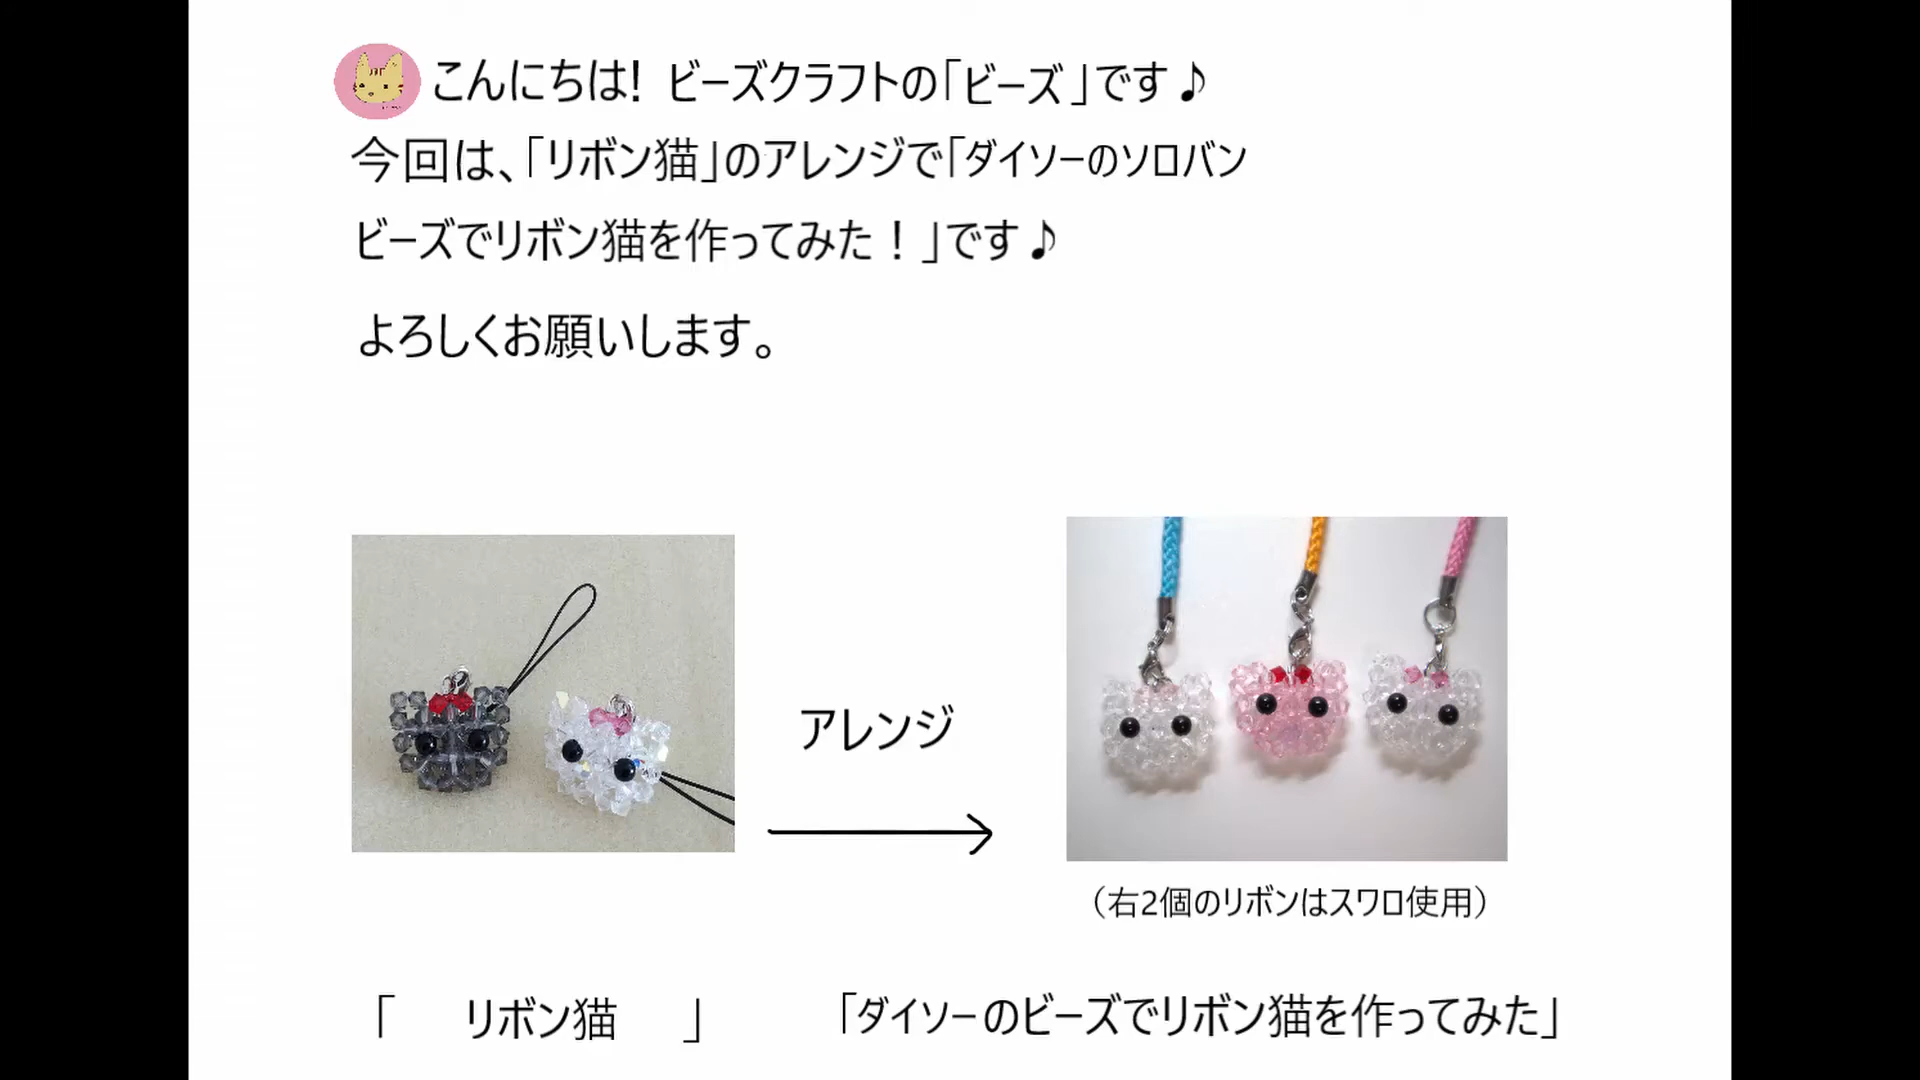 こんにちは! ビーズクラフトの「ビーズ」です♪
今回は、「リボン猫」のアレンジで「ダイソーのソロバン
ビーズでリボン猫を作ってみた！」です♪
よろしくお願いします。
アレンジ
（右2個のリボンはスワロ使用）
「 リボン猫 」
「ダイソーのビーズでリボン猫を作ってみた」